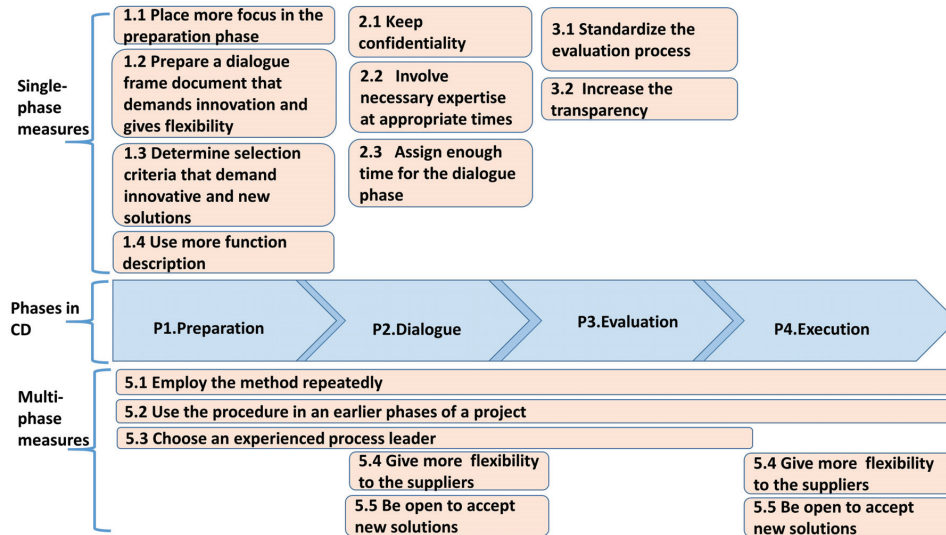 Single-
phase
measures
1.1 Place more focus in the
preparation phase
1.2 Prepare a dialogue
frame document that
demands innovation and
gives flexibility
1.3 Determine selection
criteria that demand
innovative and new
solutions
1.4 Use more function
description
2.1 Keep
confidentiality
2.2 Involve
necessary expertise
at appropriate times
2.3 Assign enough
time for the dialogue
phase
3.1 Standardize the
evaluation process
3.2 Increase the
transparency
Phases in
CD
P1.Preparation
P2.Dialogue
P3.Evaluation
P4.Execution
Multi-
phase
measures
5.1 Employ the method repeatedly
5.2 Use the procedure in an earlier phases of a project
5.3 Choose an experienced process leader
5.4 Give more flexibility
to the suppliers
5.5 Be open to accept
new solutions
5.4 Give more flexibility
to the suppliers
5.5 Be open to accept
new solutions